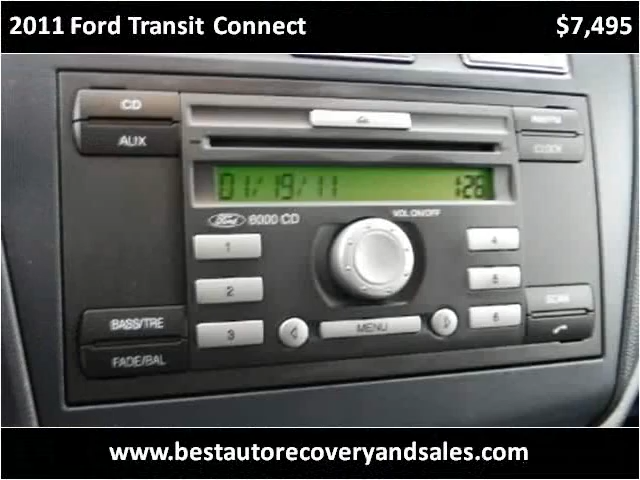 2011 Ford Transit Connect $7,495
CD
AUX
CLOCK
01/19/11 1:26
Ford 6000 CD
VOL ON/OFF
1
2
3
4
5
6
BASS/TRE
FADE/BAL
MENU
SCAN
www.bestautorecoveryandsales.com